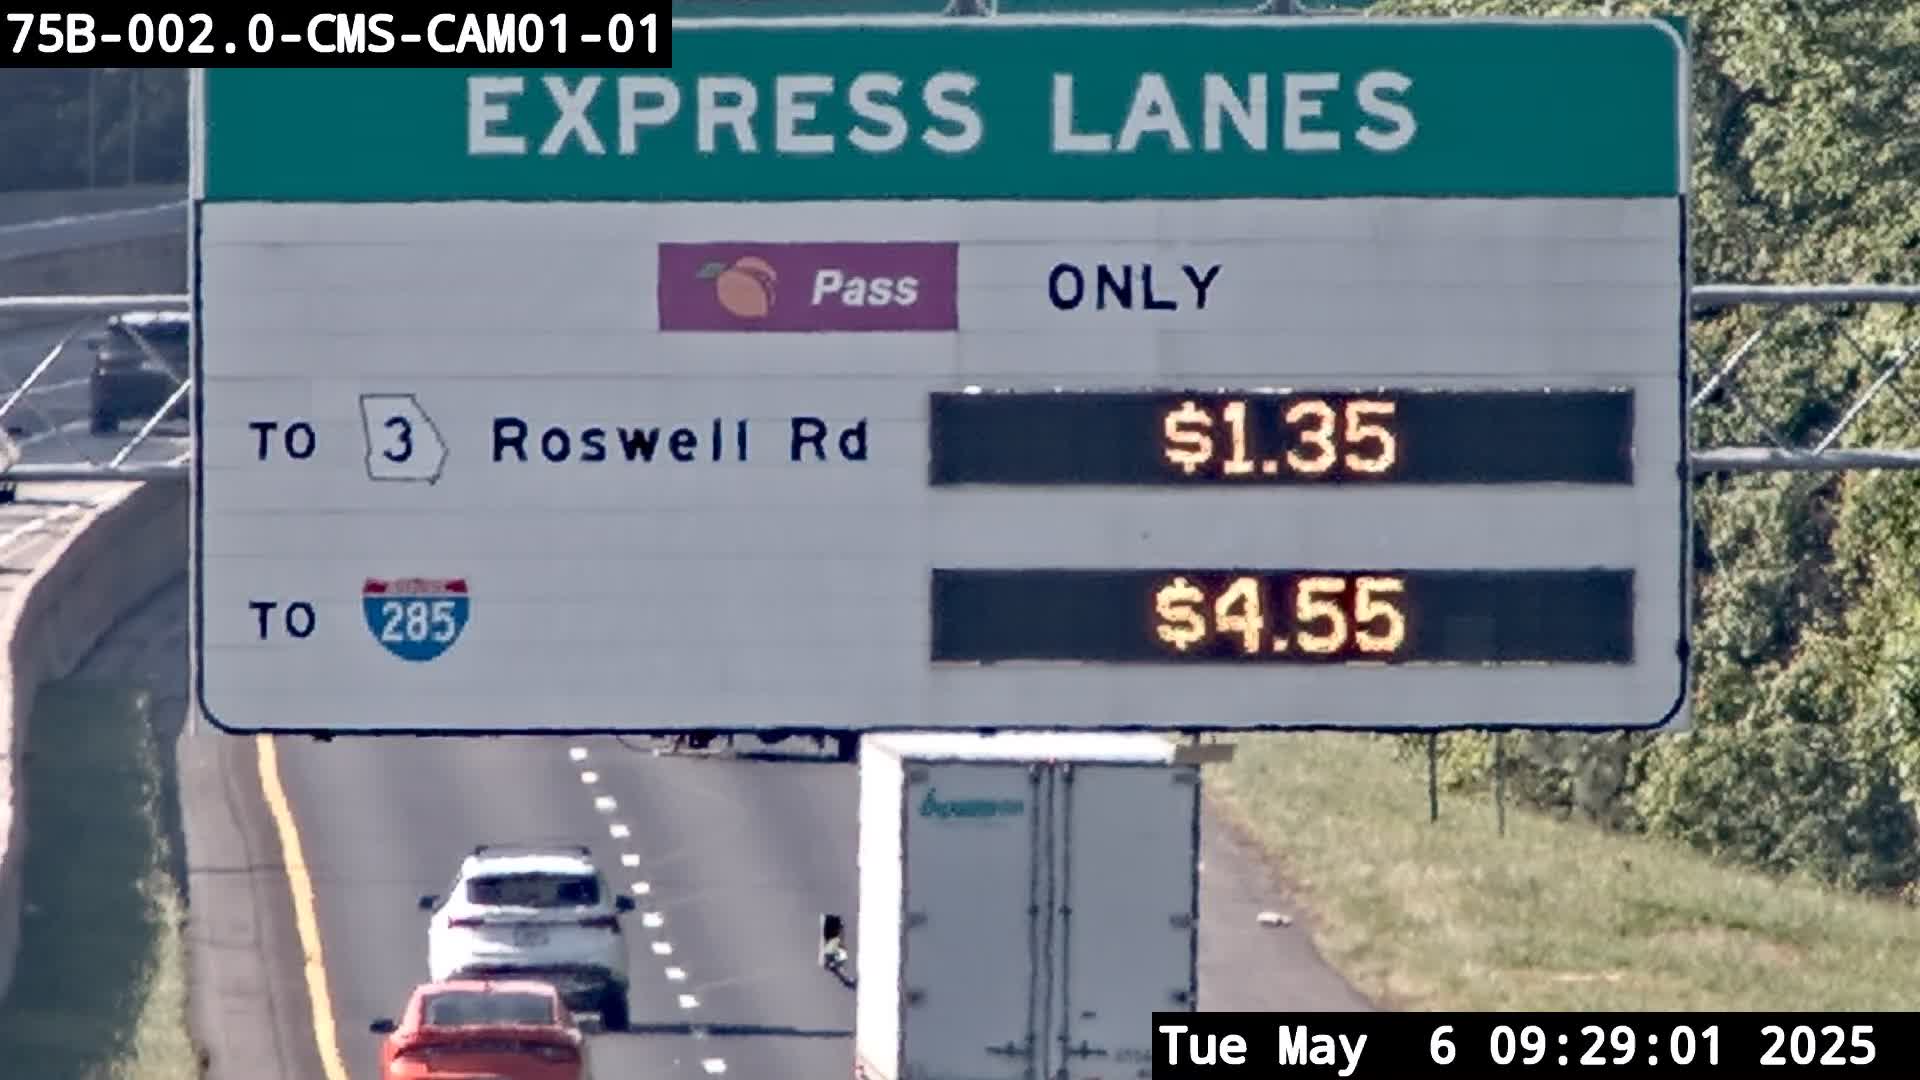 75B-002.0-CMS-CAM01-01
EXPRESS LANES
Pass ONLY
TO 3 Roswell Rd $1.35
TO 285 $4.55
Tue May 6 09:29:01 2025